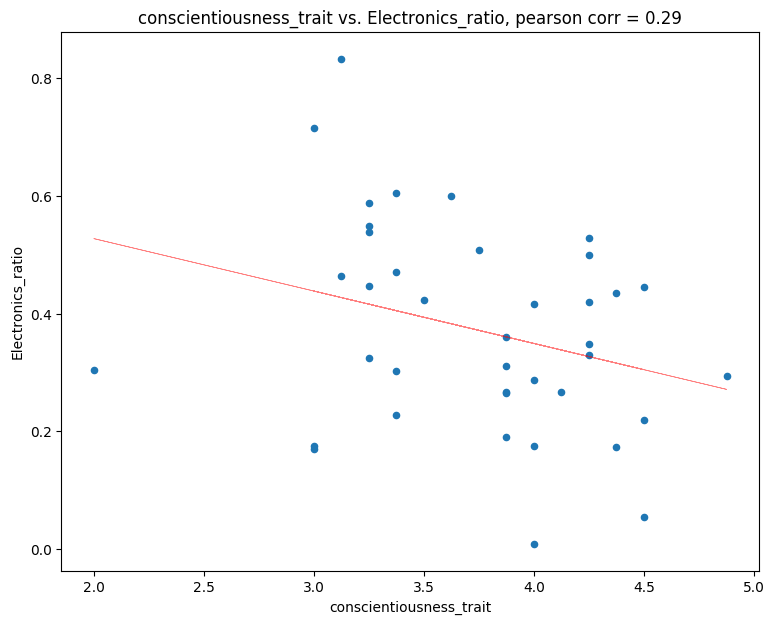 conscientiousness_trait vs. Electronics_ratio, pearson corr = 0.29
0.8
0.6
0.4
0.2
0.0
Electronics_ratio
2.0 2.5 3.0 3.5 4.0 4.5 5.0
conscientiousness_trait